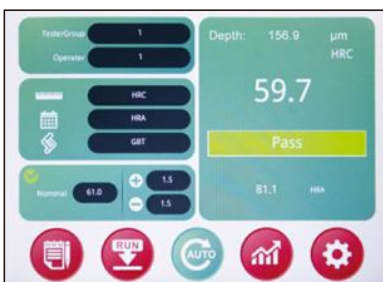 TesterGroup 1
Operater 1
HRC
HRA
GBT
Nominal 61.0
+ 1.5
- 1.5
Depth: 156.9 μm
HRC
59.7
Pass
81.1 HRA
RUN
AUTO